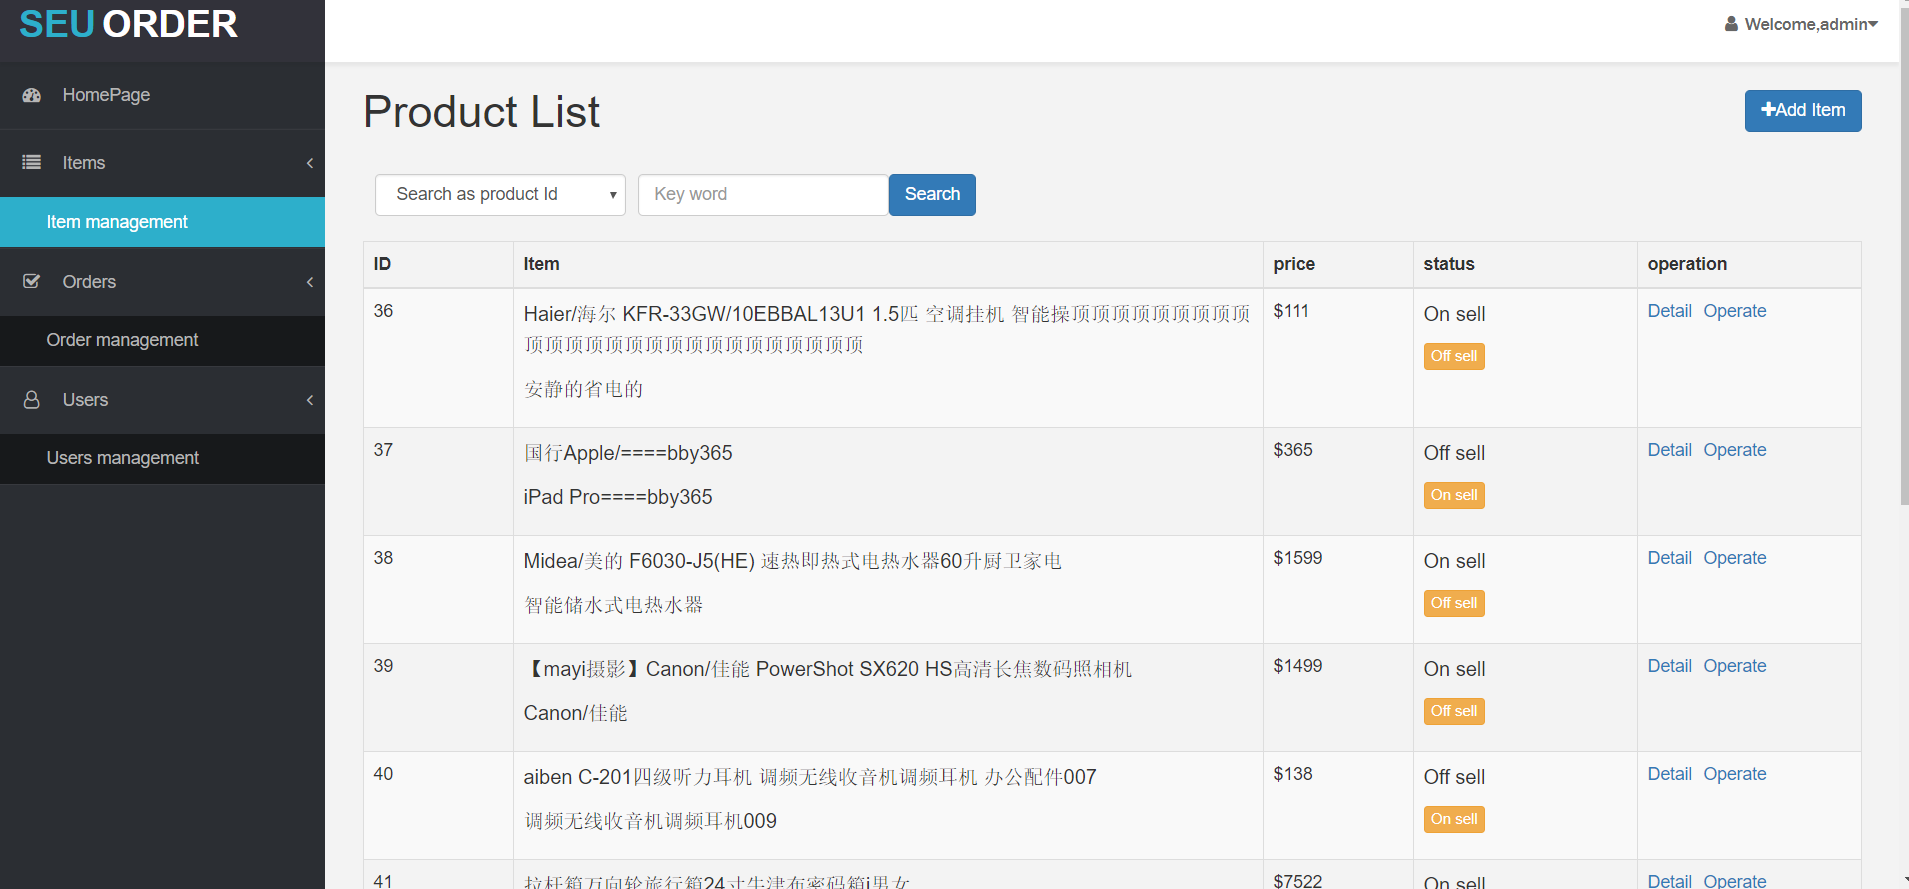 SEU ORDER
Welcome,admin
HomePage
Items
Item management
Orders
Order management
Users
Users management
Product List
Add Item
Search as product Id
Key word
Search
ID Item price status operation
36 Haier/海尔 KFR-33GW/10EBBAL13U1 1.5匹 空调挂机 智能操顶顶顶顶顶顶顶顶顶 $111 On sell Detail Operate
顶顶顶顶顶顶顶顶顶顶顶顶顶顶顶顶顶
Off sell
安静的省电的
37 国行Apple/====bby365 $365 Off sell Detail Operate
iPad Pro====bby365 On sell
38 Midea/美的 F6030-J5(HE) 速热即热式电热水器60升厨卫家电 $1599 On sell Detail Operate
智能储水式电热水器 Off sell
39 【mayi摄影】Canon/佳能 PowerShot SX620 HS高清长焦数码照相机 $1499 On sell Detail Operate
Canon/佳能 Off sell
40 aiben C-201四级听力耳机 调频无线收音机调频耳机 办公配件007 $138 Off sell Detail Operate
调频无线收音机调频耳机009 On sell
41 拉杆箱万向轮旅行箱24寸牛津布密码箱i男女 $7522 On sell Detail Operate